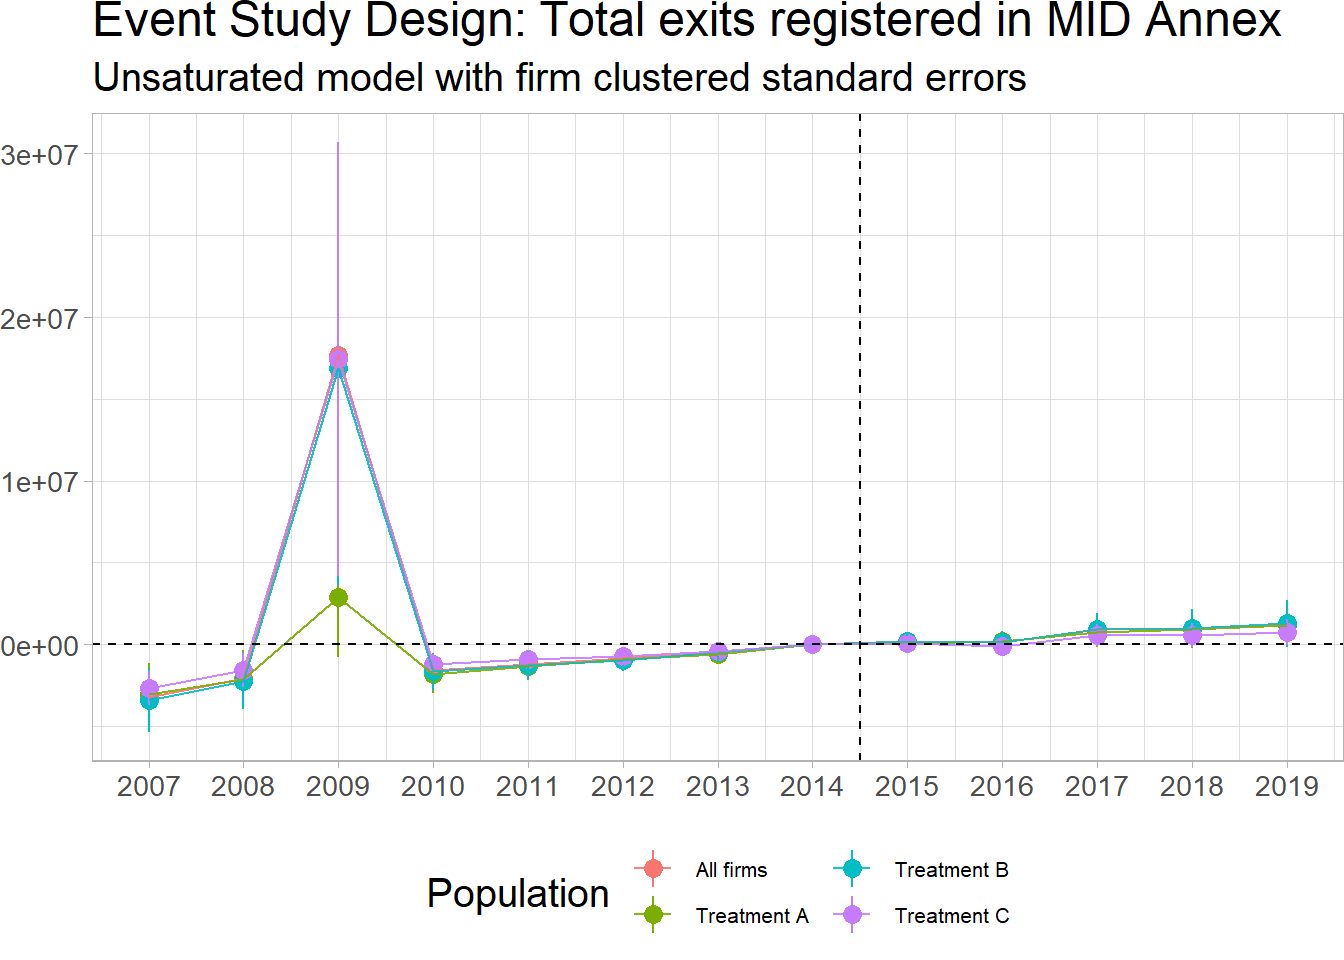 Event Study Design: Total exits registered in MID Annex
Unsaturated model with firm clustered standard errors
3e+07
2e+07
1e+07
0e+00
2007 2008 2009 2010 2011 2012 2013 2014 2015 2016 2017 2018 2019
Population
All firms
Treatment A
Treatment B
Treatment C